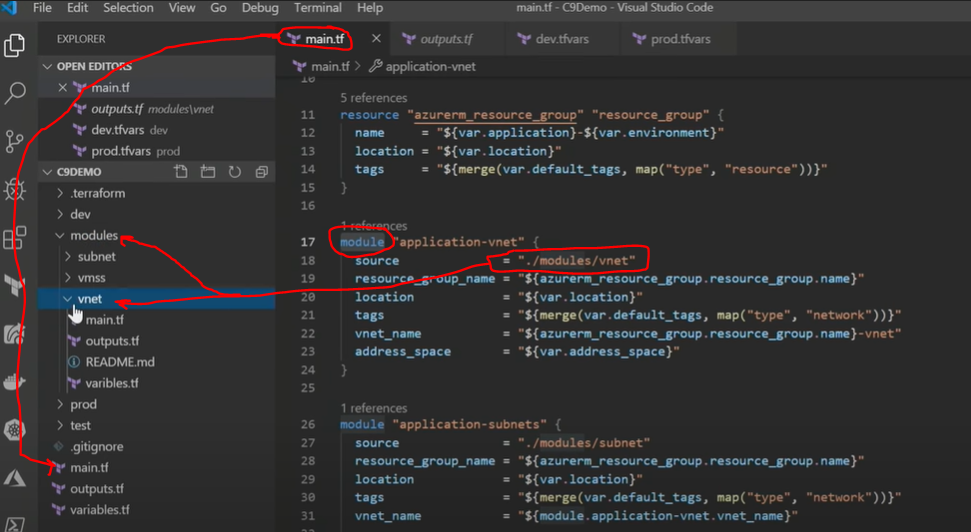 File Edit Selection View Go Debug Terminal Help main.tf - C9Demo - Visual Studio Code
EXPLORER
OPEN EDITORS
main.tf
outputs.tf modules\vnet
dev.tfvars dev
prod.tfvars prod
C9DEMO
.terraform
dev
modules
subnet
vmss
vnet
main.tf
outputs.tf
README.md
varibles.tf
prod
test
.gitignore
main.tf
outputs.tf
variables.tf
main.tf outputs.tf dev.tfvars prod.tfvars
main.tf > application-vnet
10
5 references
11 resource "azurerm_resource_group" "resource_group" {
12 name = "${var.application}-${var.environment}"
13 location = "${var.location}"
14 tags = "${merge(var.default_tags, map("type", "resource"))}"
15 }
16
1 references
17 module "application-vnet" {
18 source = "./modules/vnet"
19 resource_group_name = "${azurerm_resource_group.resource_group.name}"
20 location = "${var.location}"
21 tags = "${merge(var.default_tags, map("type", "network"))}"
22 vnet_name = "${azurerm_resource_group.resource_group.name}-vnet"
23 address_space = "${var.address_space}"
24 }
25
1 references
26 module "application-subnets" {
27 source = "./modules/subnet"
28 resource_group_name = "${azurerm_resource_group.resource_group.name}"
29 location = "${var.location}"
30 tags = "${merge(var.default_tags, map("type", "network"))}"
31 vnet_name = "${module.application-vnet.vnet_name}"